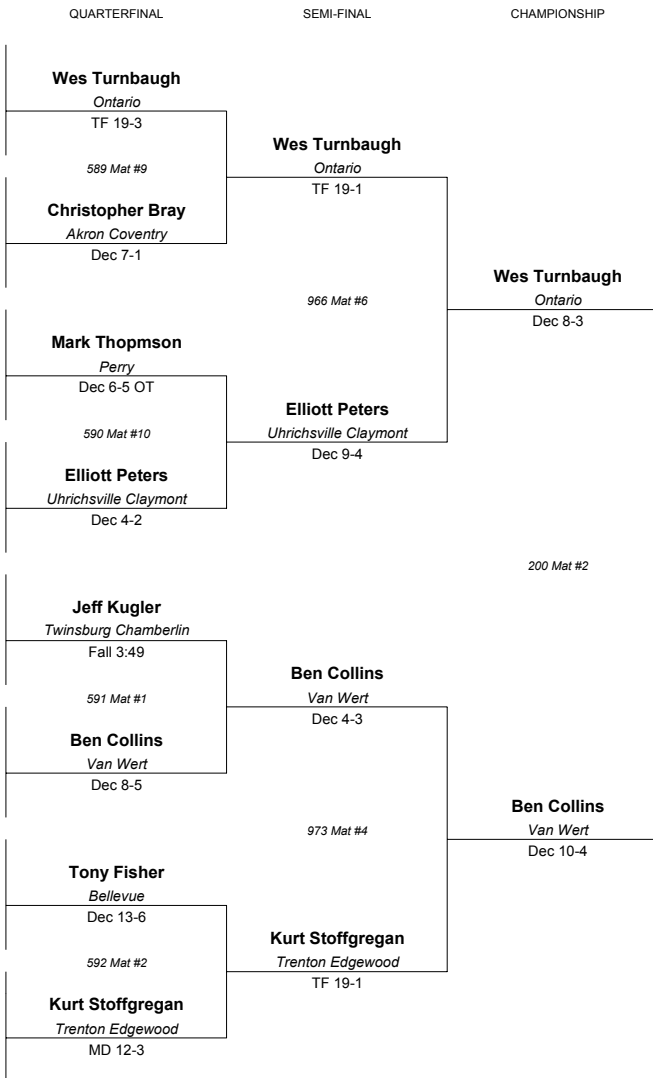 QUARTERFINAL SEMI-FINAL CHAMPIONSHIP
Wes Turnbaugh
Ontario
TF 19-3
589 Mat #9
Christopher Bray
Akron Coventry
Dec 7-1
Wes Turnbaugh
Ontario
TF 19-1
966 Mat #6
Wes Turnbaugh
Ontario
Dec 8-3
Mark Thopmson
Perry
Dec 6-5 OT
590 Mat #10
Elliott Peters
Uhrichsville Claymont
Dec 4-2
Elliott Peters
Uhrichsville Claymont
Dec 9-4
200 Mat #2
Jeff Kugler
Twinsburg Chamberlin
Fall 3:49
591 Mat #1
Ben Collins
Van Wert
Dec 8-5
Ben Collins
Van Wert
Dec 4-3
973 Mat #4
Ben Collins
Van Wert
Dec 10-4
Tony Fisher
Bellevue
Dec 13-6
592 Mat #2
Kurt Stoffgregan
Trenton Edgewood
MD 12-3
Kurt Stoffgregan
Trenton Edgewood
TF 19-1